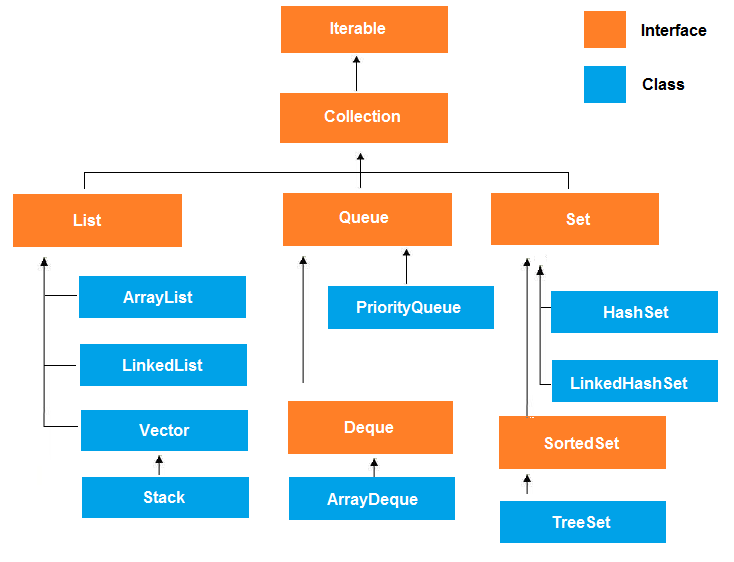 Iterable
Interface
Class
Collection
List
Queue
Set
ArrayList
PriorityQueue
HashSet
LinkedList
LinkedHashSet
Vector
Deque
SortedSet
Stack
ArrayDeque
TreeSet